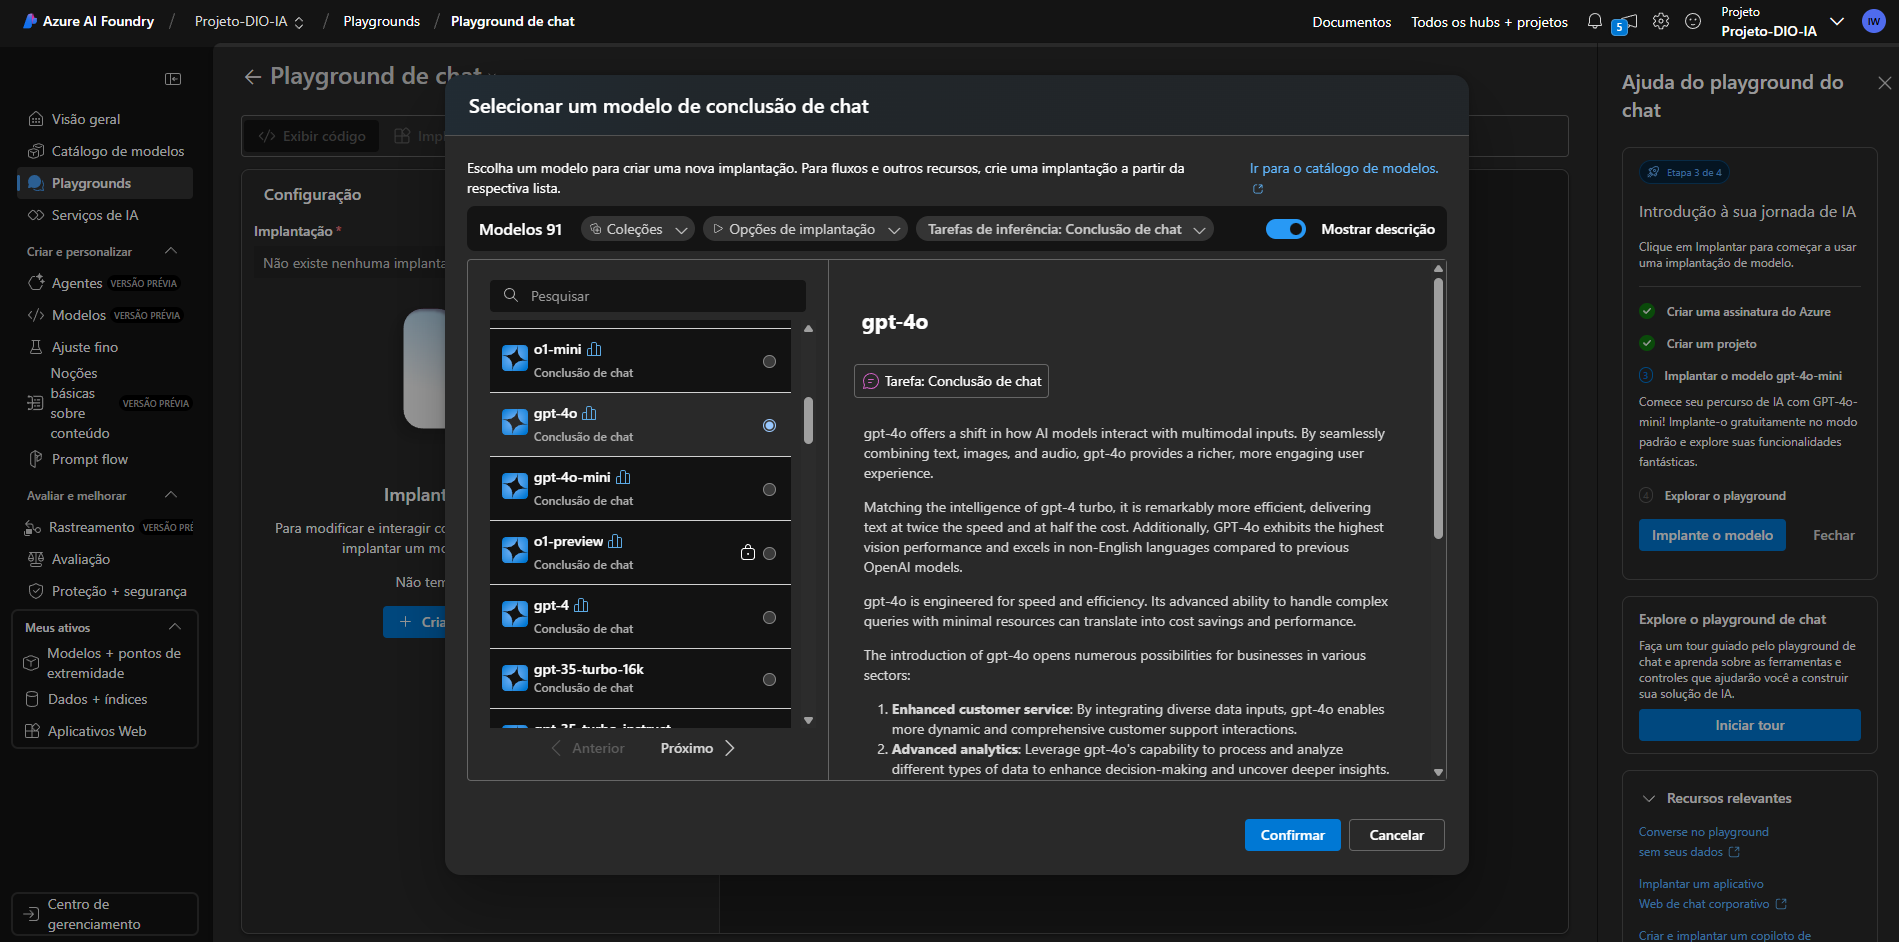 Azure AI Foundry / Projeto-DIO-IA / Playgrounds / Playground de chat
Documentos
Todos os hubs + projetos
5
Projeto
Projeto-DIO-IA
IW
Visão geral
Catálogo de modelos
Playgrounds
Serviços de IA
Criar e personalizar
Agentes VERSÃO PRÉVIA
Modelos VERSÃO PRÉVIA
Ajuste fino
Noções
básicas
sobre
conteúdo
VERSÃO PRÉVIA
Prompt flow
Avaliar e melhorar
Rastreamento VERSÃO PRÉ
Avaliação
Proteção + segurança
Meus ativos
Modelos + pontos de
extremidade
Dados + índices
Aplicativos Web
Centro de
gerenciamento
Playground de chat
Exibir código
Imp
Configuração
Implantação *
Não existe nenhuma implanta
Implant
Para modificar e interagir co
implantar um mo
Não tem
+ Cria
Selecionar um modelo de conclusão de chat
Escolha um modelo para criar uma nova implantação. Para fluxos e outros recursos, crie uma implantação a partir da
respectiva lista.
Ir para o catálogo de modelos.
Modelos 91
Coleções
Opções de implantação
Tarefas de inferência: Conclusão de chat
Mostrar descrição
Pesquisar
o1-mini
Conclusão de chat
gpt-4o
Conclusão de chat
gpt-4o-mini
Conclusão de chat
o1-preview
Conclusão de chat
gpt-4
Conclusão de chat
gpt-35-turbo-16k
Conclusão de chat
gpt-35-turbo-instruct
Anterior
Próximo
gpt-4o
Tarefa: Conclusão de chat
gpt-4o offers a shift in how AI models interact with multimodal inputs. By seamlessly
combining text, images, and audio, gpt-4o provides a richer, more engaging user
experience.
Matching the intelligence of gpt-4 turbo, it is remarkably more efficient, delivering
text at twice the speed and at half the cost. Additionally, GPT-4o exhibits the highest
vision performance and excels in non-English languages compared to previous
OpenAI models.
gpt-4o is engineered for speed and efficiency. Its advanced ability to handle complex
queries with minimal resources can translate into cost savings and performance.
The introduction of gpt-4o opens numerous possibilities for businesses in various
sectors:
1. Enhanced customer service: By integrating diverse data inputs, gpt-4o enables
more dynamic and comprehensive customer support interactions.
2. Advanced analytics: Leverage gpt-4o's capability to process and analyze
different types of data to enhance decision-making and uncover deeper insights.
Confirmar
Cancelar
Ajuda do playground do
chat
Etapa 3 de 4
Introdução à sua jornada de IA
Clique em Implantar para começar a usar
uma implantação de modelo.
Criar uma assinatura do Azure
Criar um projeto
3 Implantar o modelo gpt-4o-mini
Comece seu percurso de IA com GPT-4o-
mini! Implante-o gratuitamente no modo
padrão e explore suas funcionalidades
fantásticas.
4 Explorar o playground
Implante o modelo
Fechar
Explore o playground de chat
Faça um tour guiado pelo playground de
chat e aprenda sobre as ferramentas e
controles que ajudarão você a construir
sua solução de IA.
Iniciar tour
Recursos relevantes
Converse no playground
sem seus dados
Implantar um aplicativo
Web de chat corporativo
Criar e implantar um copiloto de